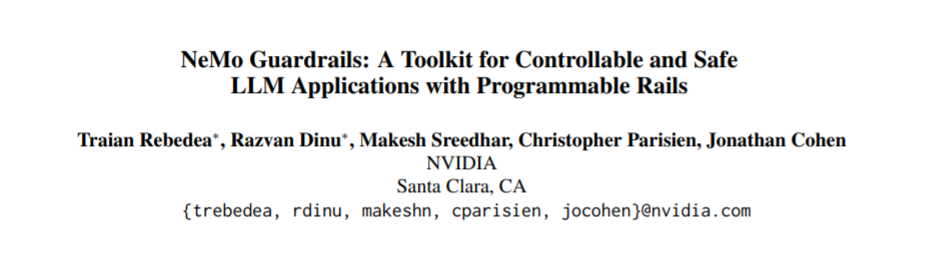 NeMo Guardrails: A Toolkit for Controllable and Safe
LLM Applications with Programmable Rails
Traian Rebedea*, Razvan Dinu*, Makesh Sreedhar, Christopher Parisien, Jonathan Cohen
NVIDIA
Santa Clara, CA
{trebedea, rdinu, makeshn, cparisien, jocohen}@nvidia.com